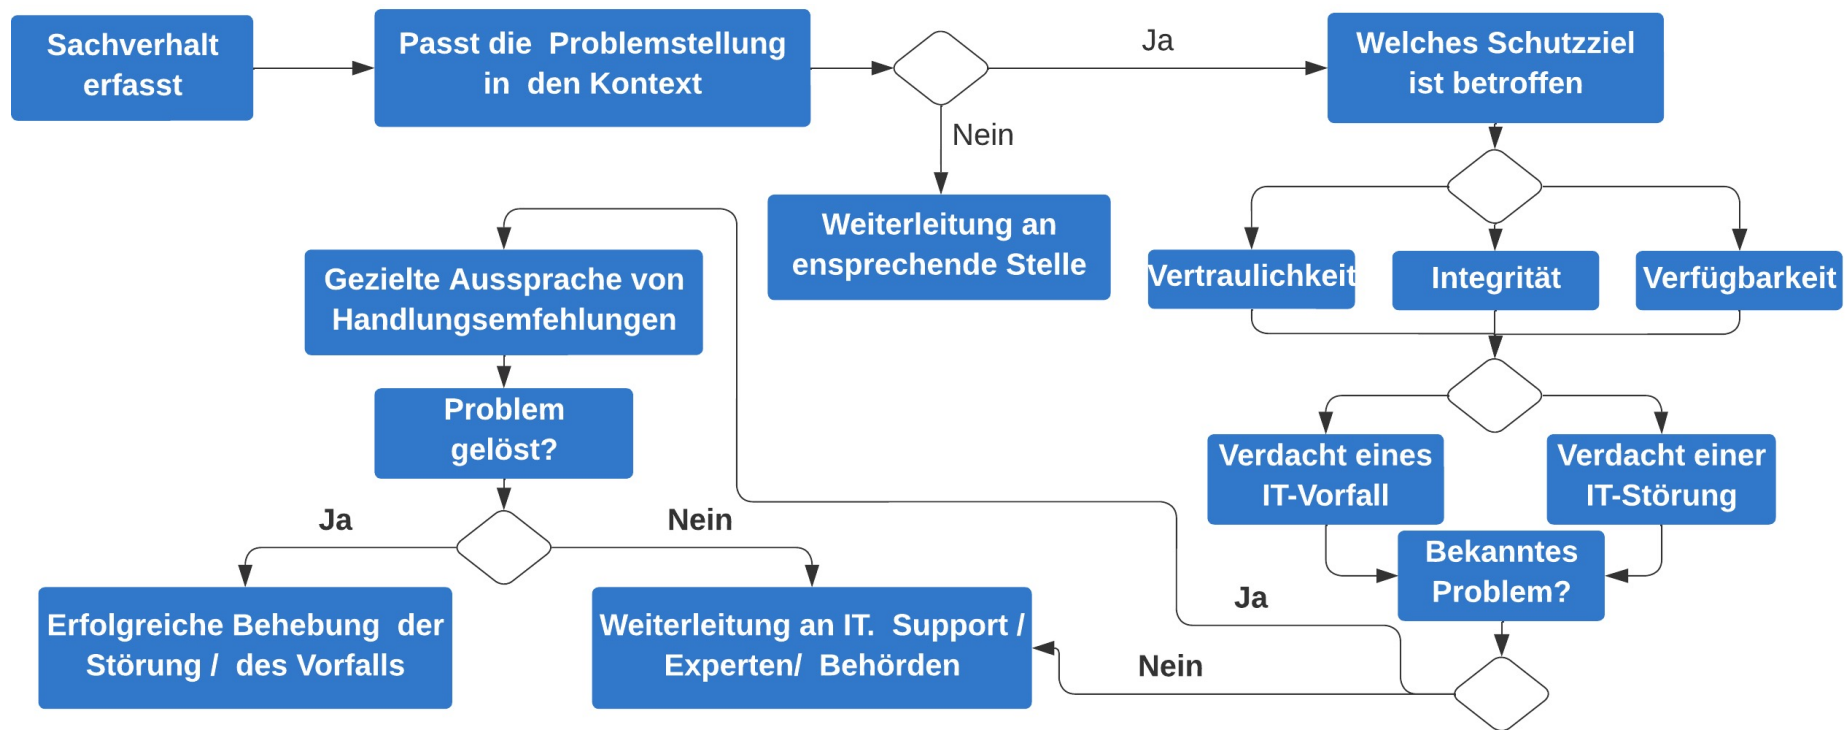 Sachverhalt
erfasst
Passt die Problemstellung
in den Kontext
Ja
Nein
Welches Schutzziel
ist betroffen
Weiterleitung an
ensprechende Stelle
Vertraulichkeit
Integrität
Verfügbarkeit
Verdacht eines
IT-Vorfall
Verdacht einer
IT-Störung
Bekanntes
Problem?
Ja
Nein
Gezielte Aussprache von
Handlungsemfehlungen
Problem
gelöst?
Ja
Nein
Erfolgreiche Behebung der
Störung / des Vorfalls
Weiterleitung an IT. Support /
Experten/ Behörden